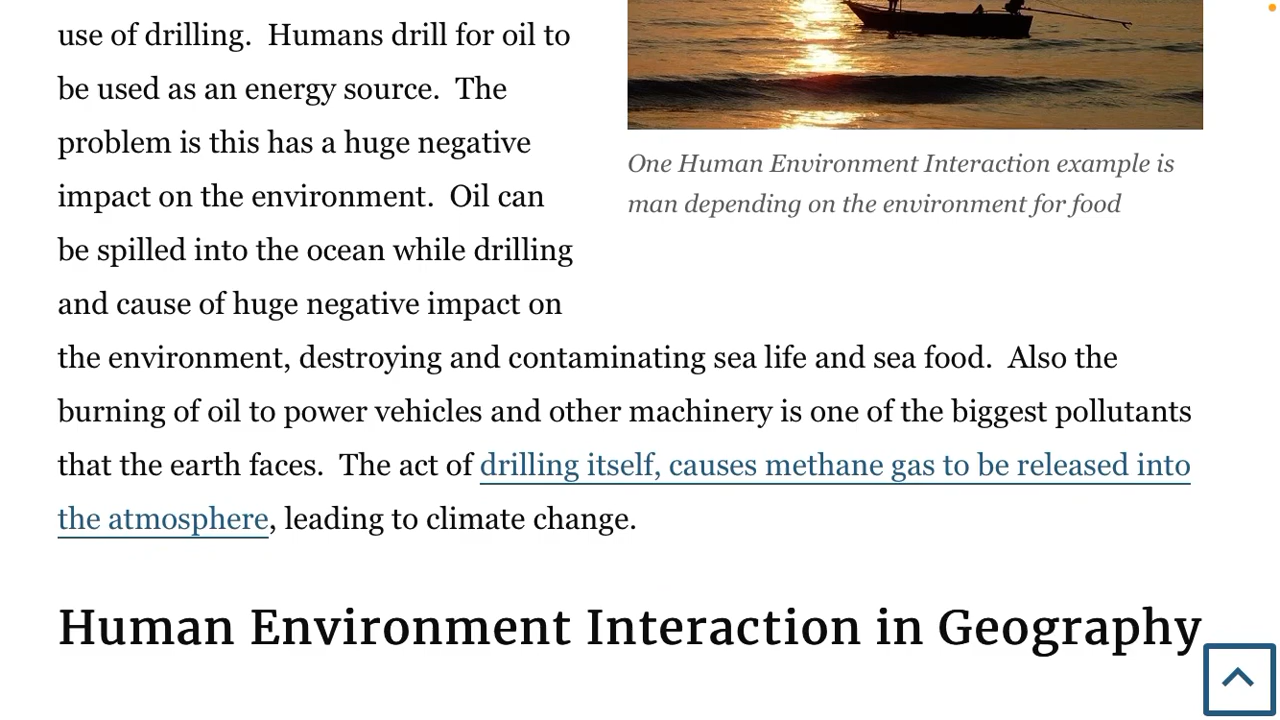 use of drilling.  Humans drill for oil to
be used as an energy source.  The
problem is this has a huge negative
impact on the environment.  Oil can
be spilled into the ocean while drilling
and cause of huge negative impact on
One Human Environment Interaction example is
man depending on the environment for food
the environment, destroying and contaminating sea life and sea food.  Also the
burning of oil to power vehicles and other machinery is one of the biggest pollutants
that the earth faces.  The act of drilling itself, causes methane gas to be released into
the atmosphere, leading to climate change.
Human Environment Interaction in Geography